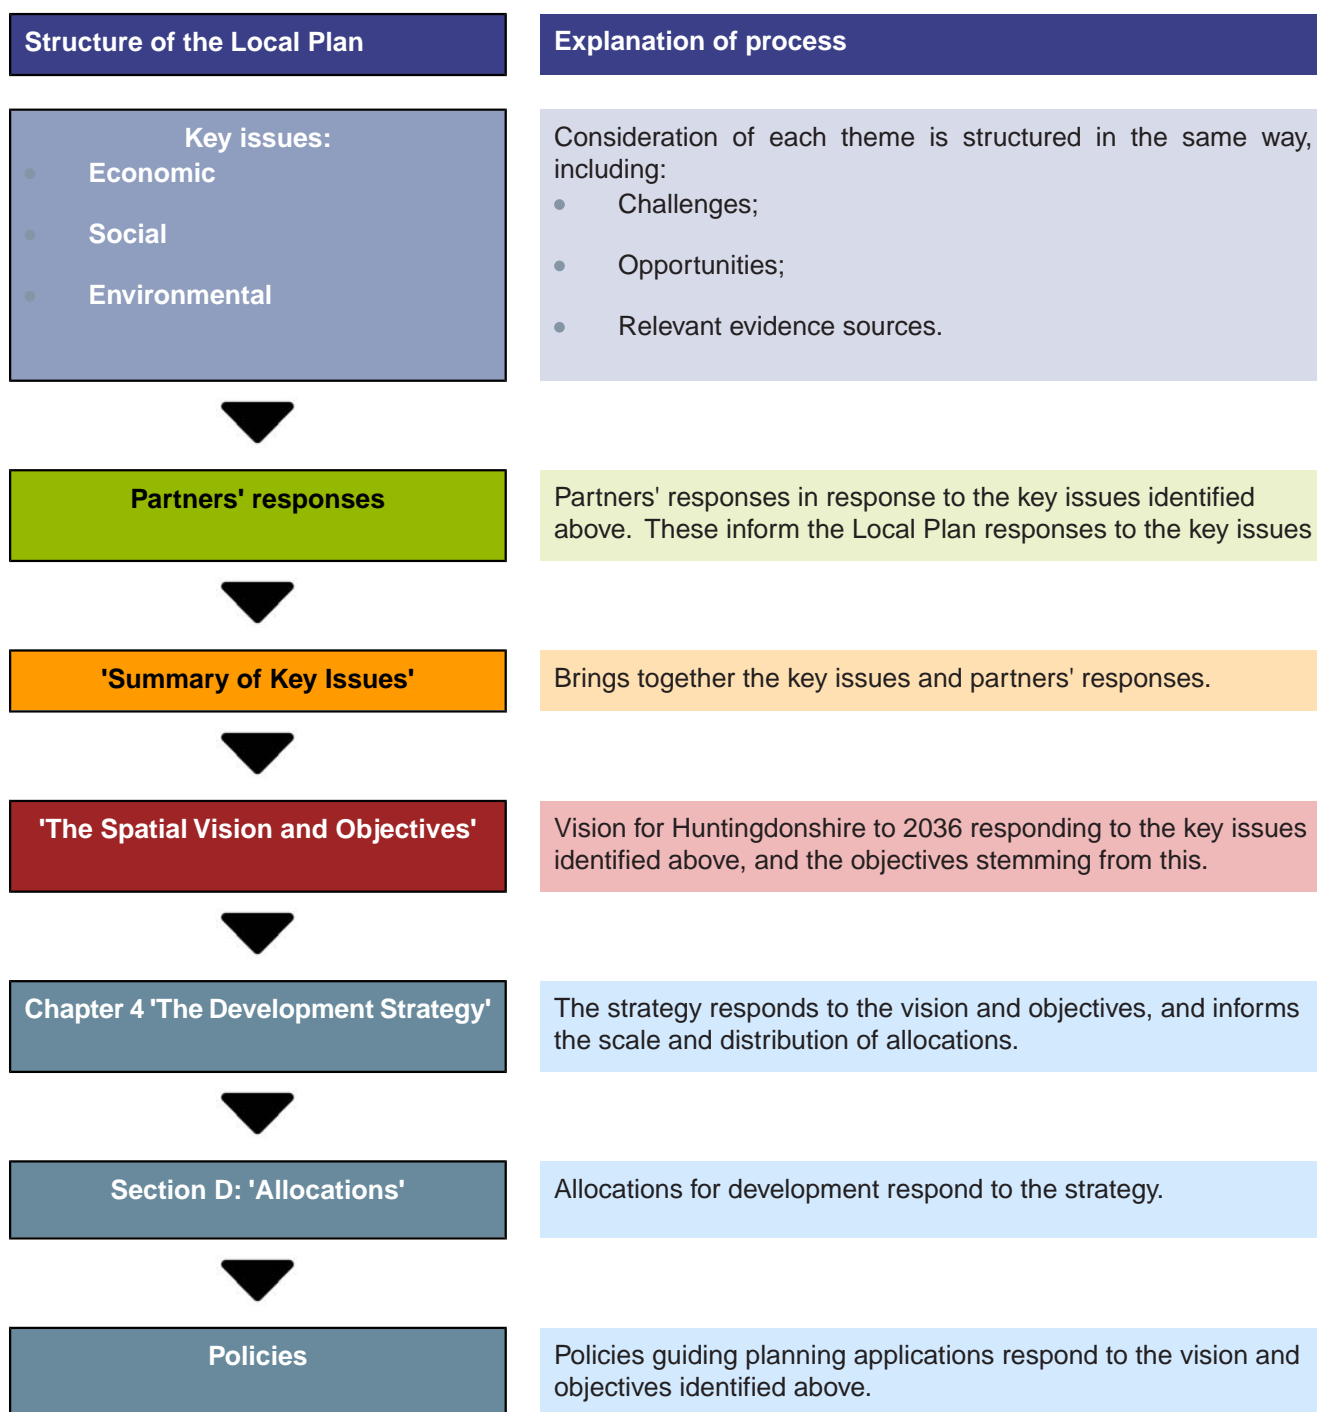 Structure of the Local Plan
Explanation of process
Key issues:
Economic
Social
Environmental
Consideration of each theme is structured in the same way,
including:
Challenges;
Opportunities;
Relevant evidence sources.
Partners' responses
Partners' responses in response to the key issues identified
above. These inform the Local Plan responses to the key issues
'Summary of Key Issues'
Brings together the key issues and partners' responses.
'The Spatial Vision and Objectives'
Vision for Huntingdonshire to 2036 responding to the key issues
identified above, and the objectives stemming from this.
Chapter 4 'The Development Strategy'
The strategy responds to the vision and objectives, and informs
the scale and distribution of allocations.
Section D: 'Allocations'
Allocations for development respond to the strategy.
Policies
Policies guiding planning applications respond to the vision and
objectives identified above.